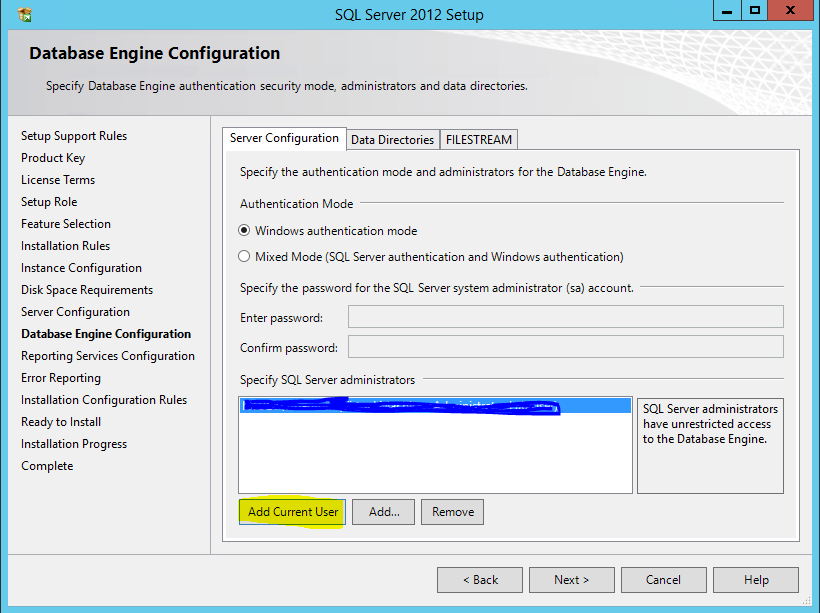 SQL Server 2012 Setup
Database Engine Configuration
Specify Database Engine authentication security mode, administrators and data directories.
Setup Support Rules
Product Key
License Terms
Setup Role
Feature Selection
Installation Rules
Instance Configuration
Disk Space Requirements
Server Configuration
Database Engine Configuration
Reporting Services Configuration
Error Reporting
Installation Configuration Rules
Ready to Install
Installation Progress
Complete
Server Configuration Data Directories FILESTREAM
Specify the authentication mode and administrators for the Database Engine.
Authentication Mode
Windows authentication mode
Mixed Mode (SQL Server authentication and Windows authentication)
Specify the password for the SQL Server system administrator (sa) account.
Enter password:
Confirm password:
Specify SQL Server administrators
SQL Server administrators
have unrestricted access
to the Database Engine.
Add Current User Add... Remove
< Back Next > Cancel Help